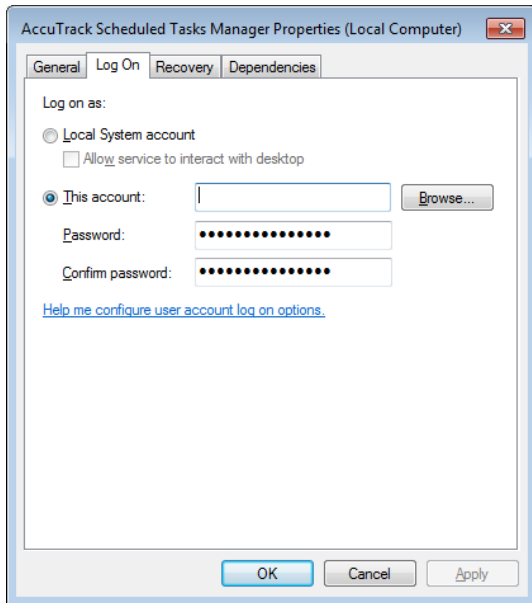 AccuTrack Scheduled Tasks Manager Properties (Local Computer)
General Log On Recovery Dependencies
Log on as:
Local System account
Allow service to interact with desktop
This account: Browse...
Password: •••••••••••••••
Confirm password: •••••••••••••••
Help me configure user account log on options.
OK Cancel Apply